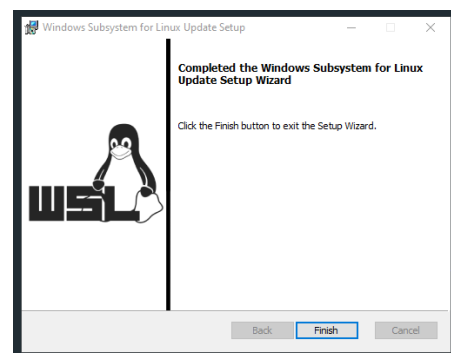 Windows Subsystem for Linux Update Setup
Completed the Windows Subsystem for Linux
Update Setup Wizard
Click the Finish button to exit the Setup Wizard.
WSL
Back
Finish
Cancel